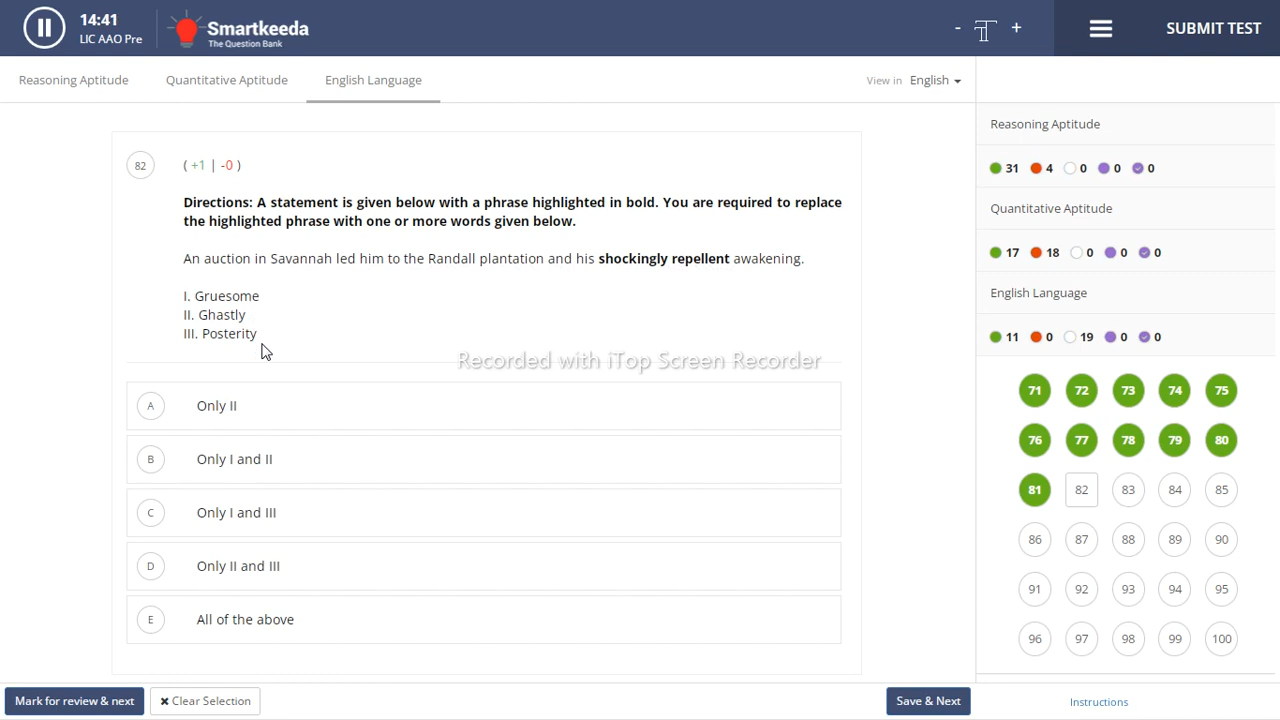 14:41
LIC AAO Pre
Smartkeeda
The Question Bank
- T +
SUBMIT TEST
Reasoning Aptitude
Quantitative Aptitude
English Language
View in English
82
( +1 | -0 )
Directions: A statement is given below with a phrase highlighted in bold. You are required to replace
the highlighted phrase with one or more words given below.
An auction in Savannah led him to the Randall plantation and his shockingly repellent awakening.
I. Gruesome
II. Ghastly
III. Posterity
Recorded with iTop Screen Recorder
A Only II
B Only I and II
C Only I and III
D Only II and III
E All of the above
Mark for review & next
Clear Selection
Save & Next
Reasoning Aptitude
31 4 0 0 0
Quantitative Aptitude
17 18 0 0 0
English Language
11 0 19 0 0
71 72 73 74 75
76 77 78 79 80
81 82 83 84 85
86 87 88 89 90
91 92 93 94 95
96 97 98 99 100
Instructions